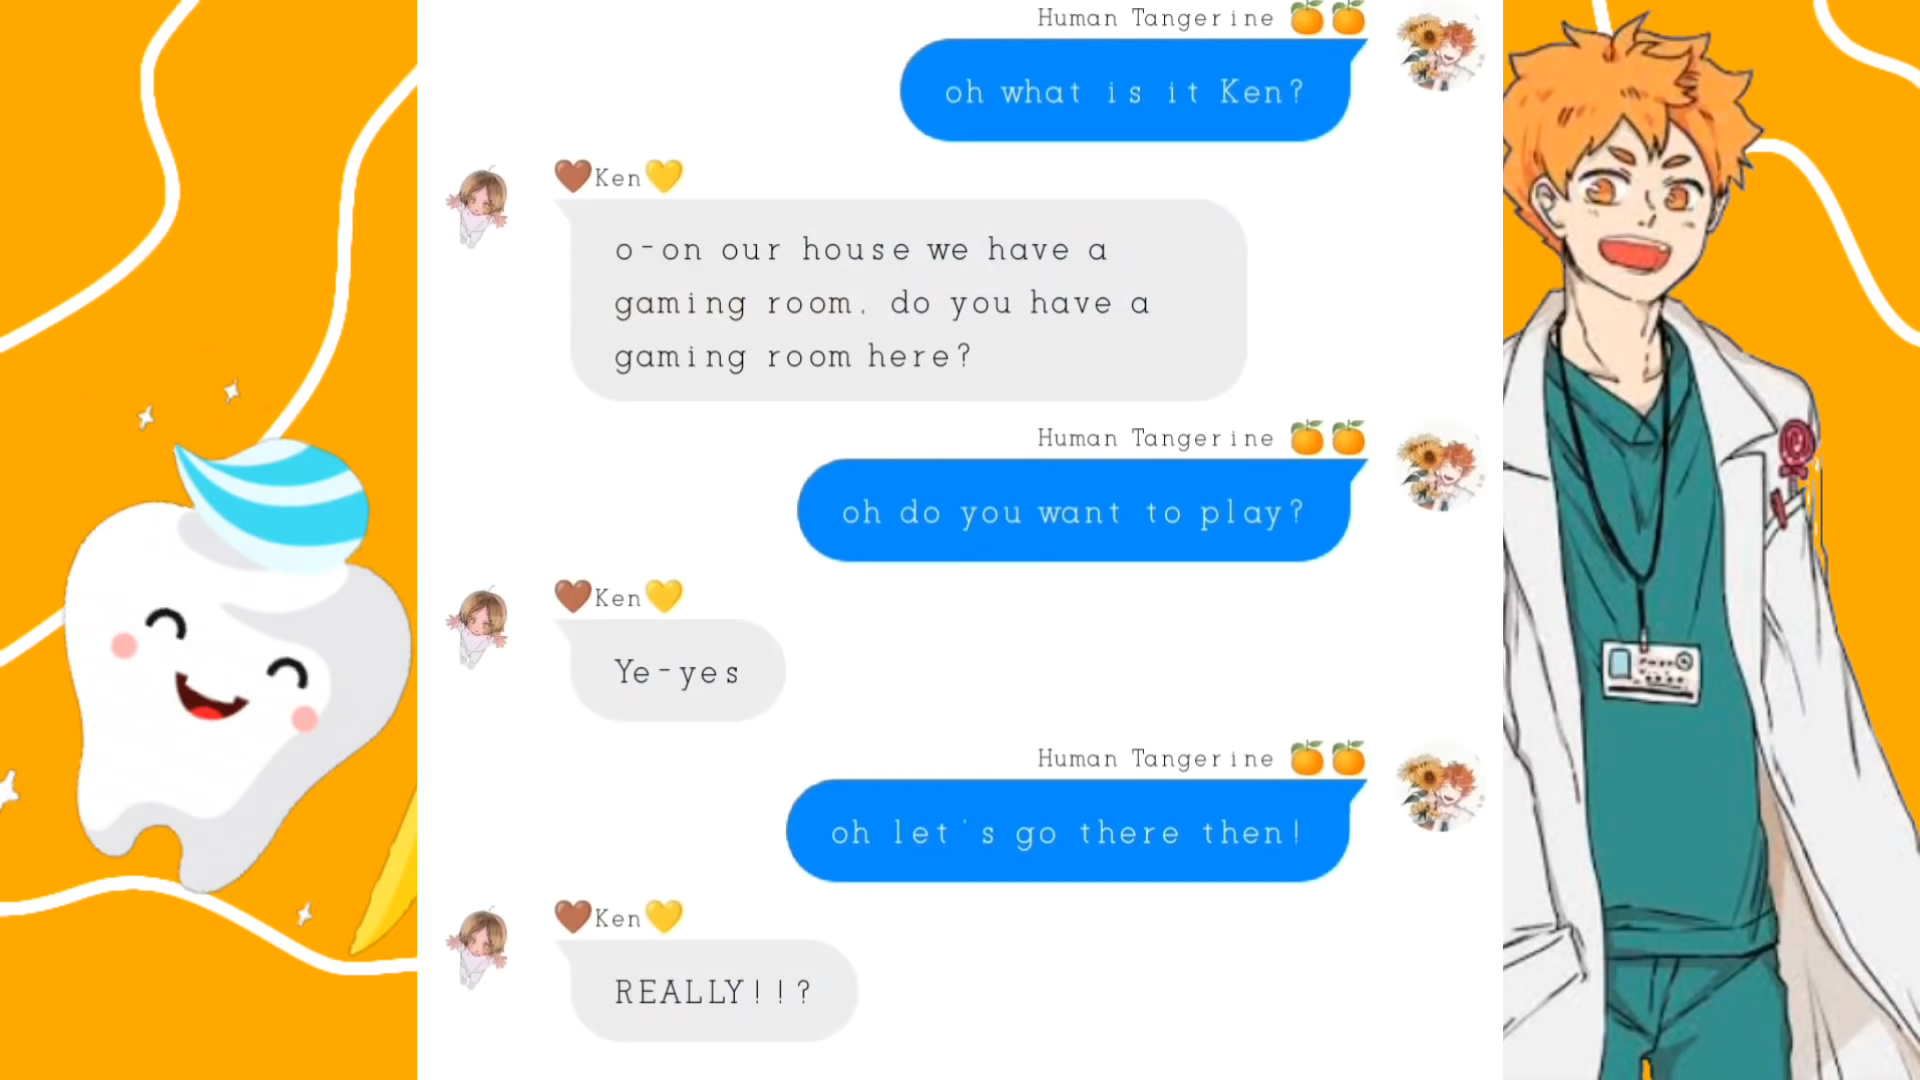 Human Tangerine 🍊🍊
oh what is it Ken?
🤎Ken💛
o-on our house we have a
gaming room. do you have a
gaming room here?
Human Tangerine 🍊🍊
oh do you want to play?
🤎Ken💛
Ye-yes
Human Tangerine 🍊🍊
oh let's go there then!
🤎Ken💛
REALLY!!?